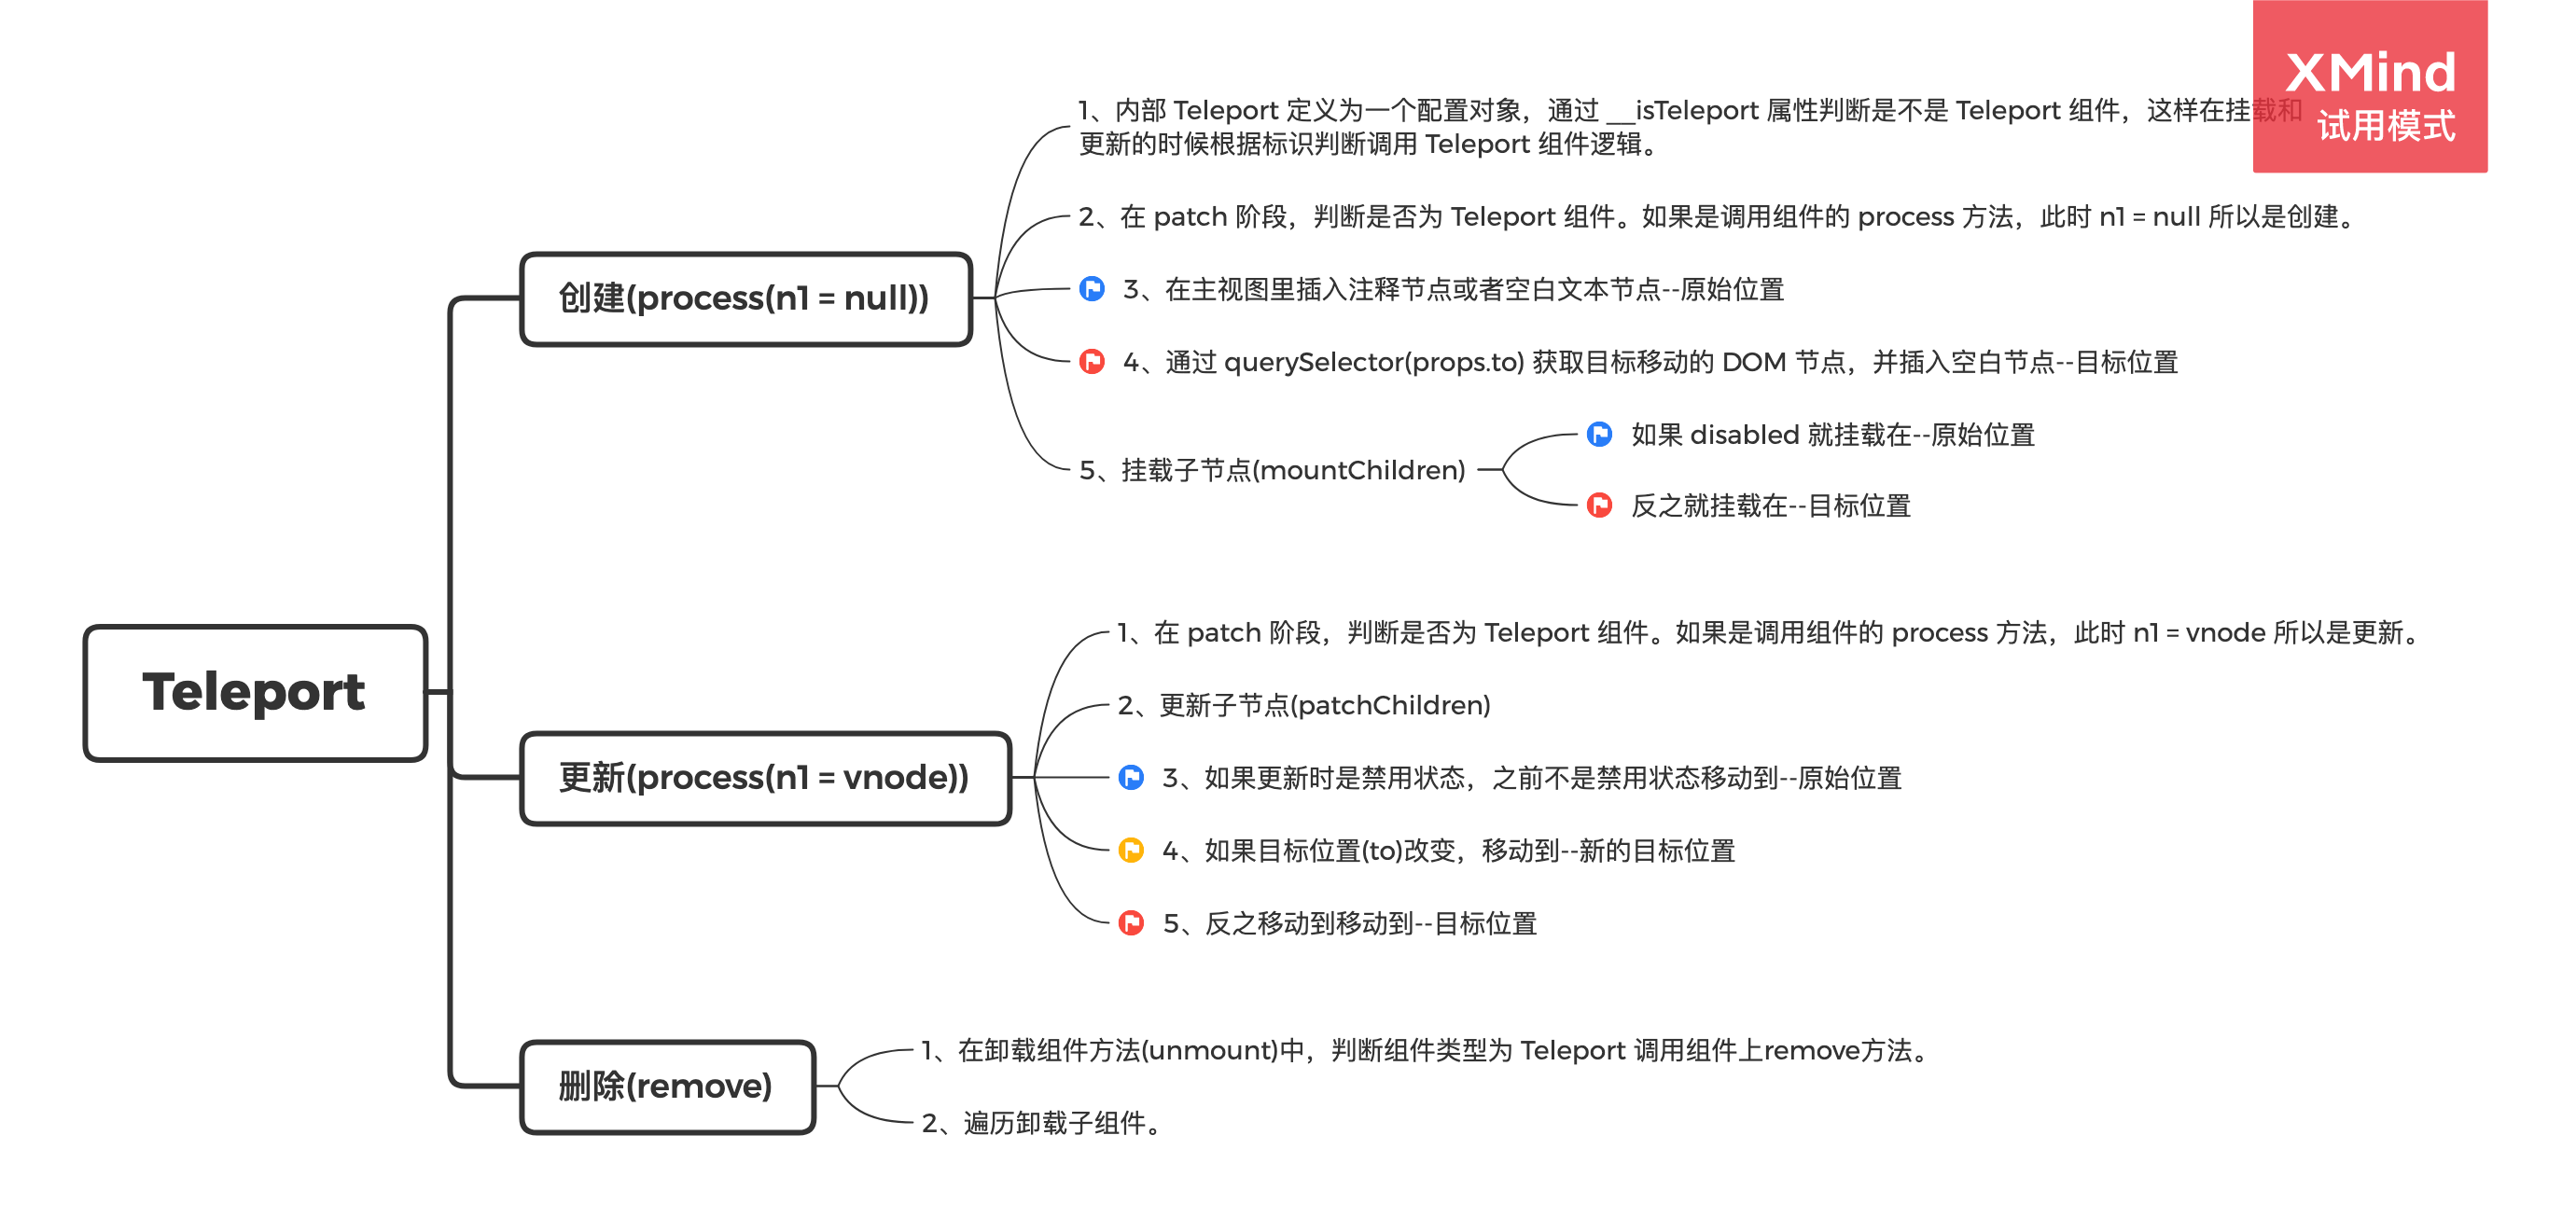 XMind
试用模式
1、内部 Teleport 定义为一个配置对象，通过 __isTeleport 属性判断是不是 Teleport 组件，这样在挂载和
更新的时候根据标识判断调用 Teleport 组件逻辑。
2、在 patch 阶段，判断是否为 Teleport 组件。如果是调用组件的 process 方法，此时 n1 = null 所以是创建。
创建(process(n1 = null))
3、在主视图里插入注释节点或者空白文本节点--原始位置
4、通过 querySelector(props.to) 获取目标移动的 DOM 节点，并插入空白节点--目标位置
5、挂载子节点(mountChildren)
如果 disabled 就挂载在--原始位置
反之就挂载在--目标位置
Teleport
更新(process(n1 = vnode))
1、在 patch 阶段，判断是否为 Teleport 组件。如果是调用组件的 process 方法，此时 n1 = vnode 所以是更新。
2、更新子节点(patchChildren)
3、如果更新时是禁用状态，之前不是禁用状态移动到--原始位置
4、如果目标位置(to)改变，移动到--新的目标位置
5、反之移动到移动到--目标位置
删除(remove)
1、在卸载组件方法(unmount)中，判断组件类型为 Teleport 调用组件上remove方法。
2、遍历卸载子组件。